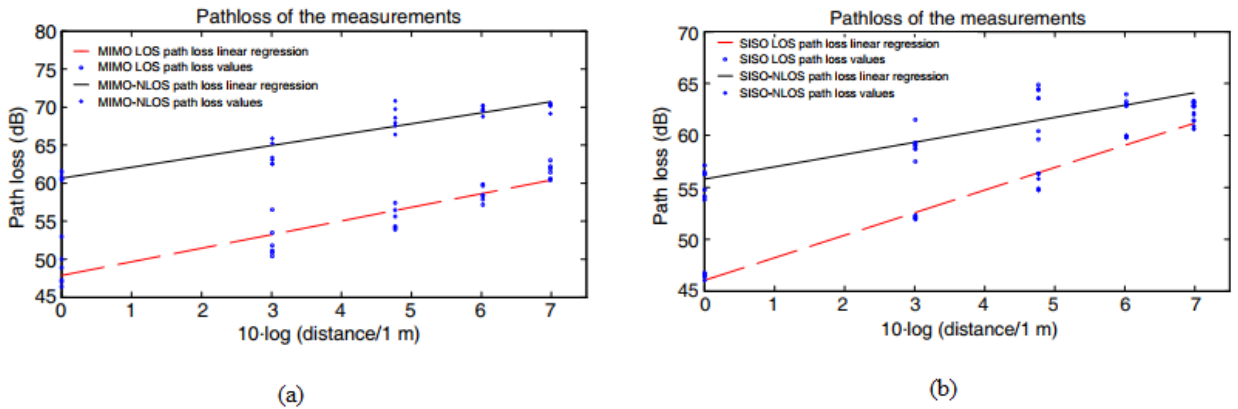 Pathloss of the measurements
80
75
70
65
60
55
50
45
Path loss (dB)
MIMO LOS path loss linear regression
MIMO LOS path loss values
MIMO-NLOS path loss linear regression
MIMO-NLOS path loss values
0 1 2 3 4 5 6 7
10·log (distance/1 m)
(a)
Pathloss of the measurements
70
65
60
55
50
45
Path loss (dB)
SISO LOS path loss linear regression
SISO LOS path loss values
SISO-NLOS path loss linear regression
SISO-NLOS path loss values
0 1 2 3 4 5 6 7
10·log (distance/1 m)
(b)